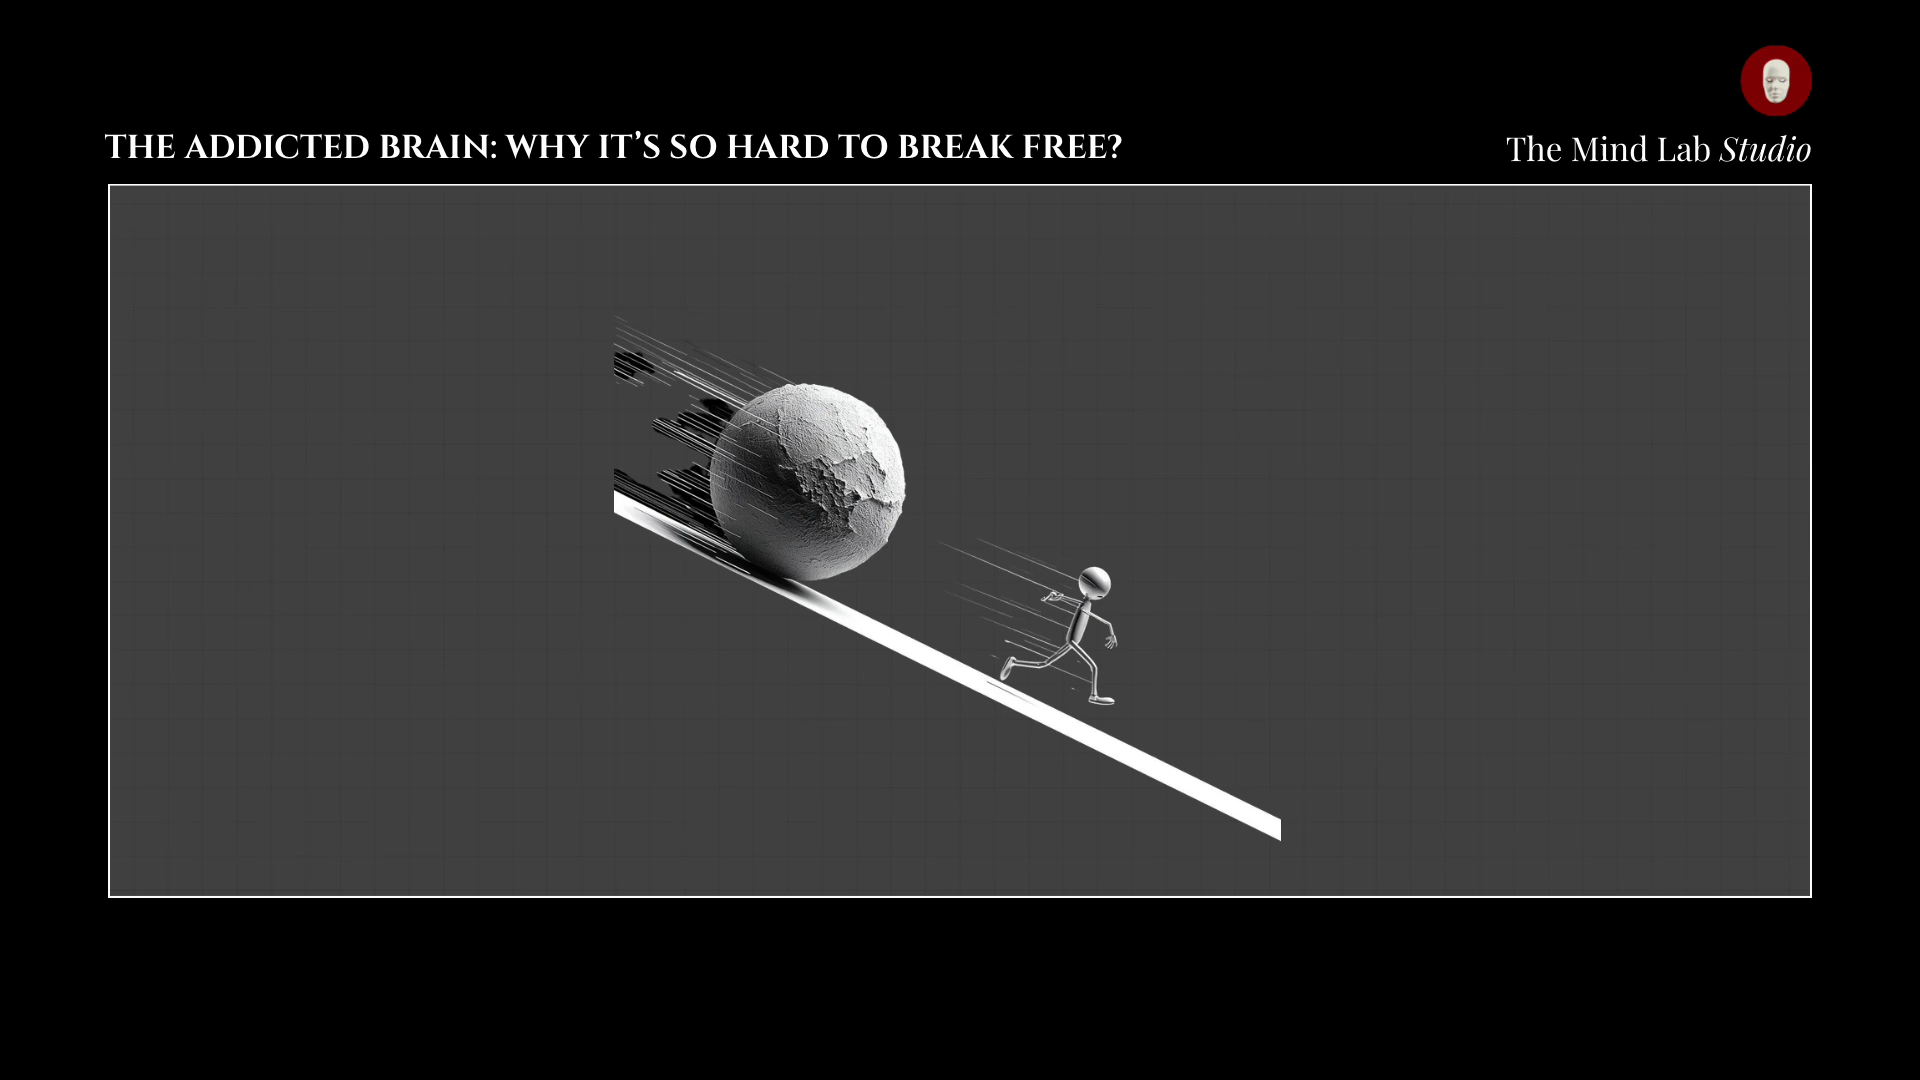 THE ADDICTED BRAIN: WHY IT’S SO HARD TO BREAK FREE?
The Mind Lab Studio